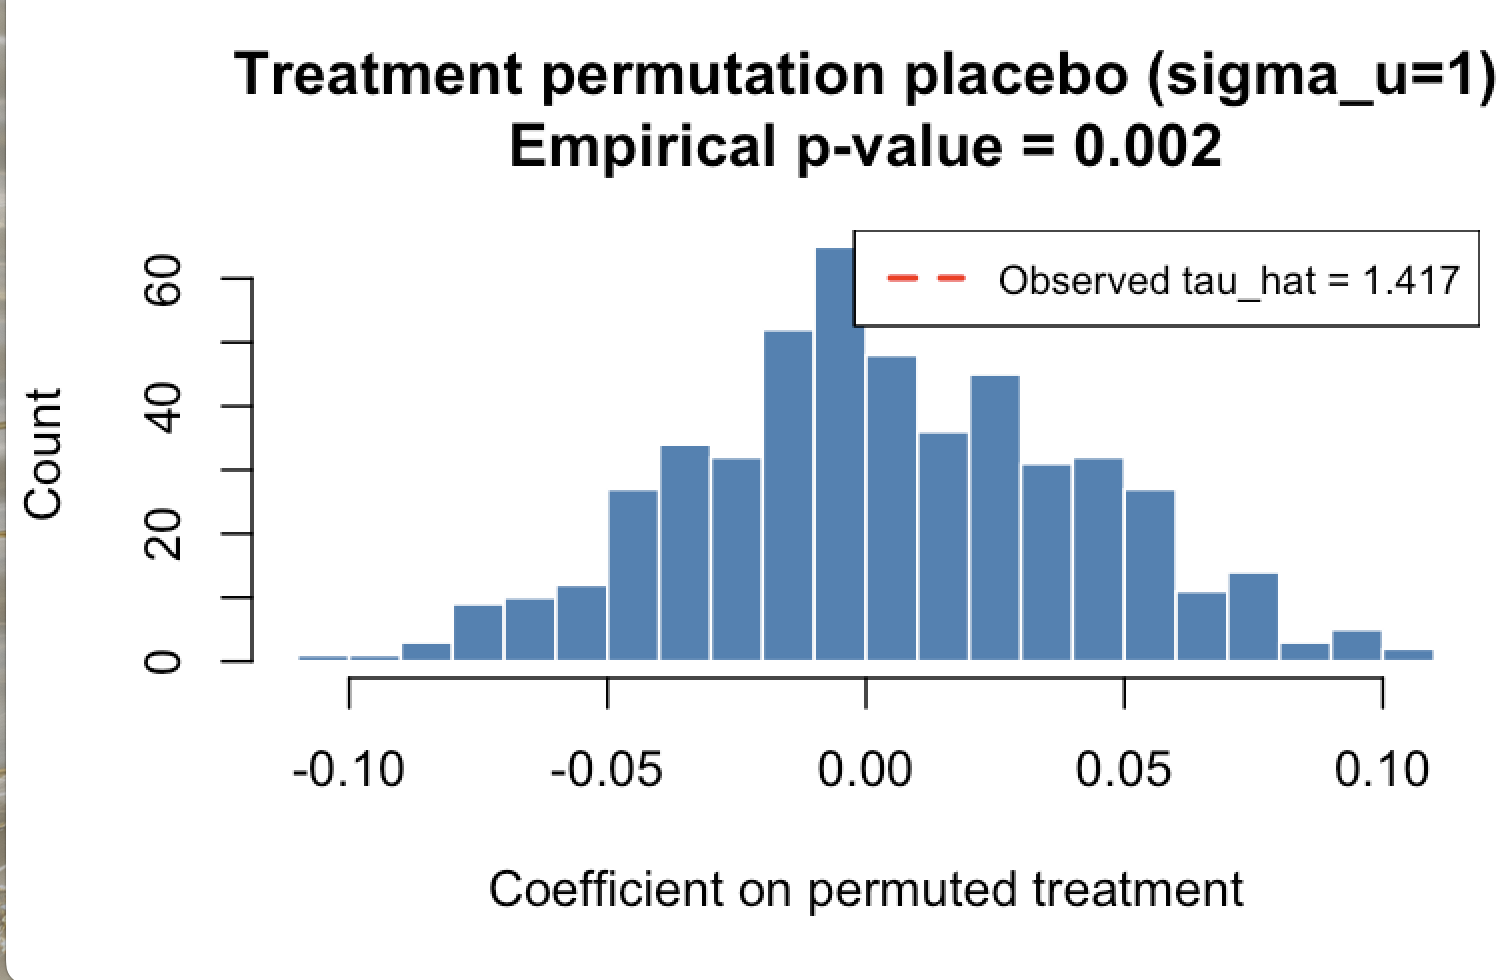 Treatment permutation placebo (sigma_u=1)
Empirical p-value = 0.002
Observed tau_hat = 1.417
Count
60
40
20
0
-0.10 -0.05 0.00 0.05 0.10
Coefficient on permuted treatment